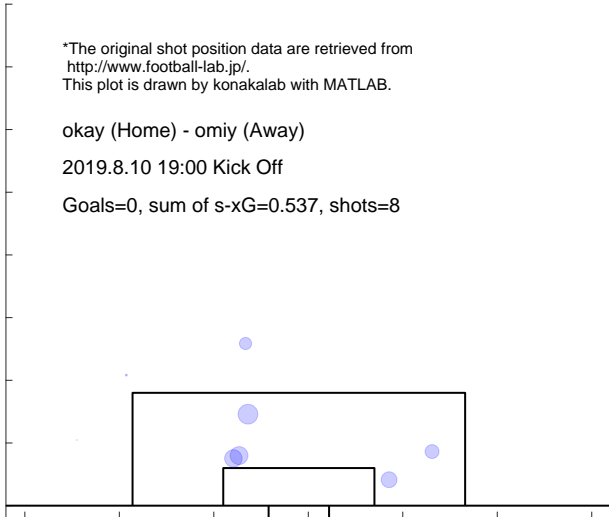 *The original shot position data are retrieved from
http://www.football-lab.jp/.
This plot is drawn by konakalab with MATLAB.
okay (Home) - omiy (Away)
2019.8.10 19:00 Kick Off
Goals=0, sum of s-xG=0.537, shots=8